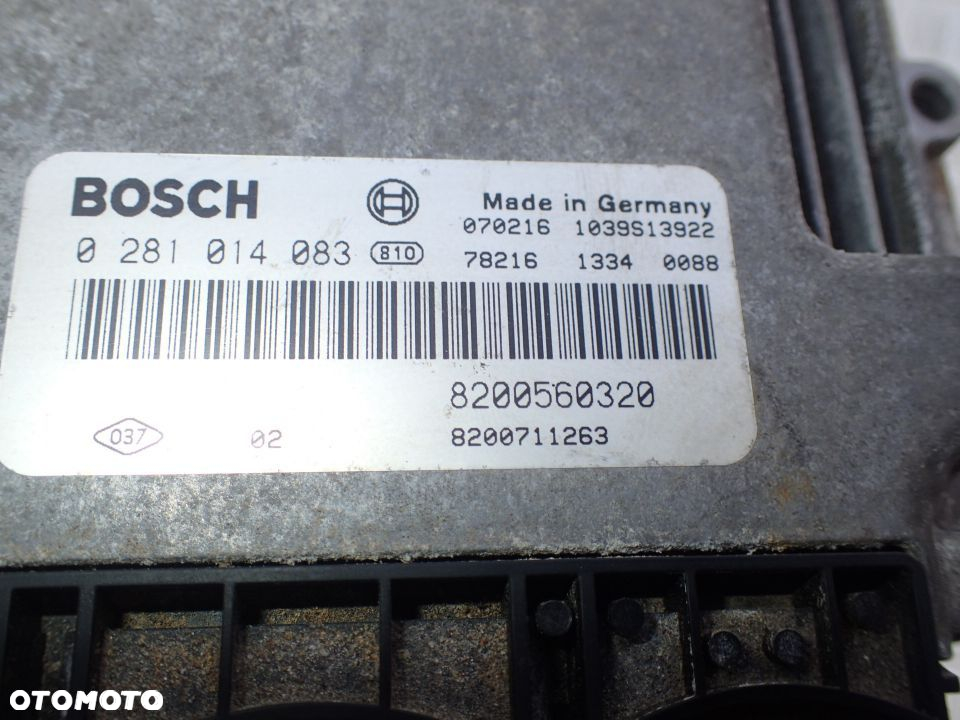 BOSCH
Made in Germany
070216 1039S13922
0 281 014 083 810
78216 1334 0088
8200560320
037 02
8200711263
OTOMOTO